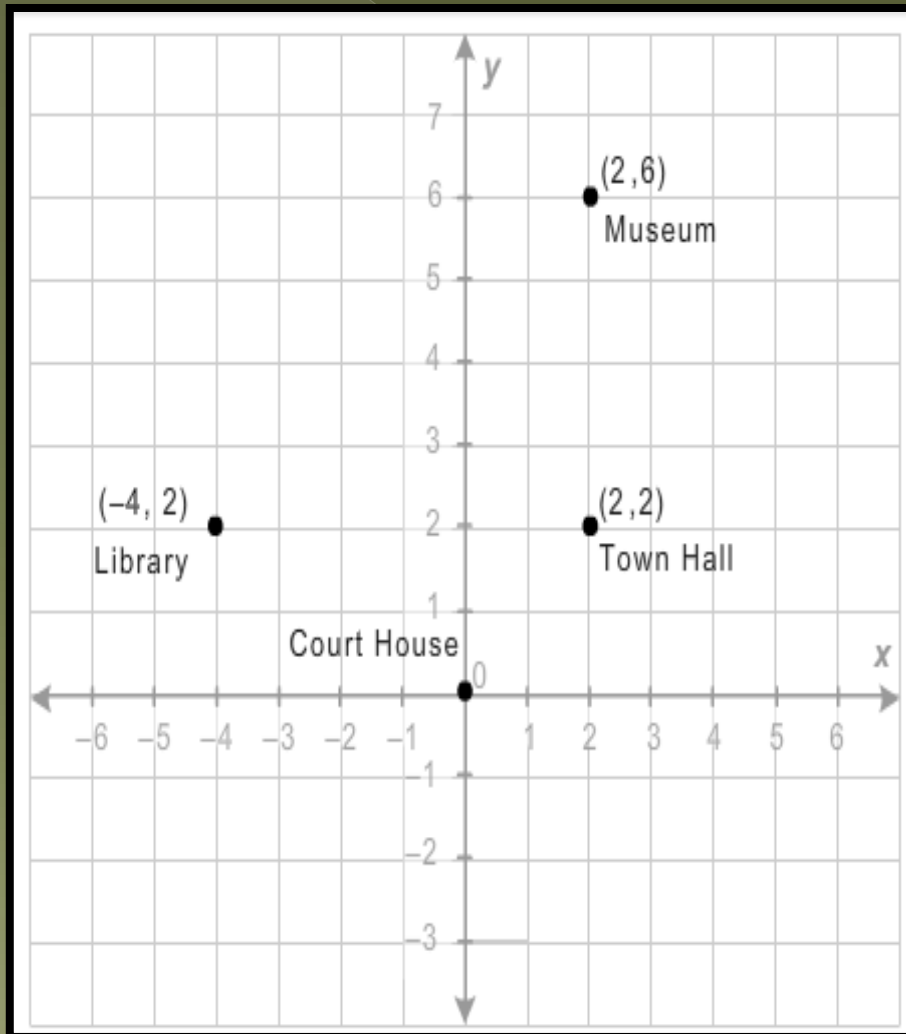 y
7
(2,6)
6
Museum
5
4
3
(–4, 2)
(2,2)
2
Library
Town Hall
1
Court House
0
x
–6 –5 –4 –3 –2 –1 1 2 3 4 5 6
–1
–2
–3